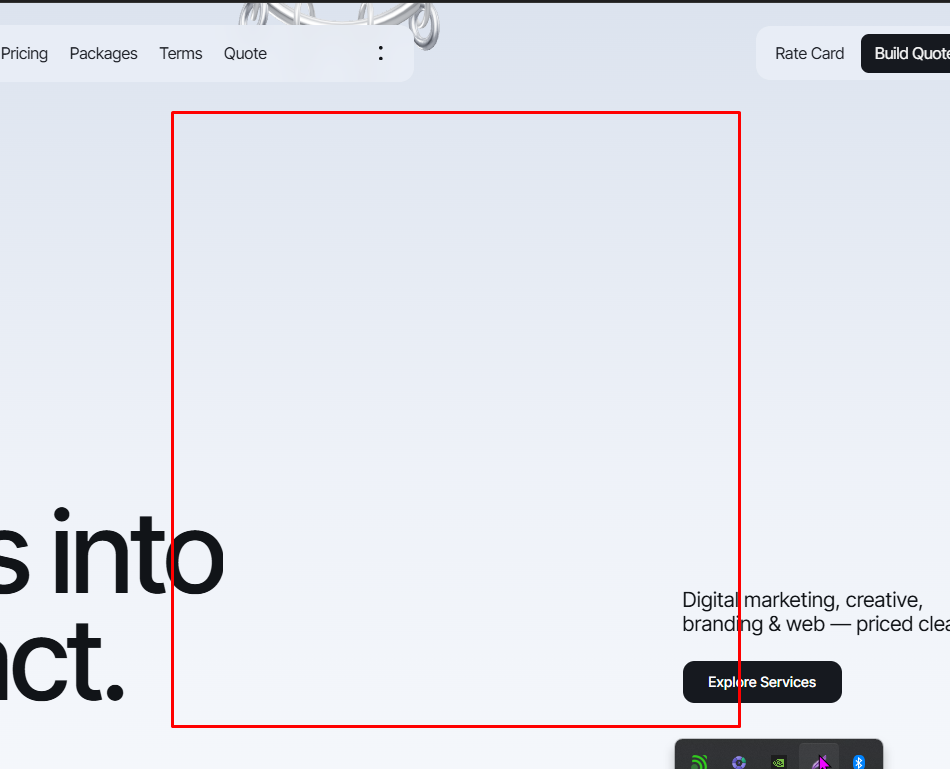 Pricing Packages Terms Quote
Rate Card Build Quote
s into
act.
Digital marketing, creative,
branding & web — priced clea
Explore Services